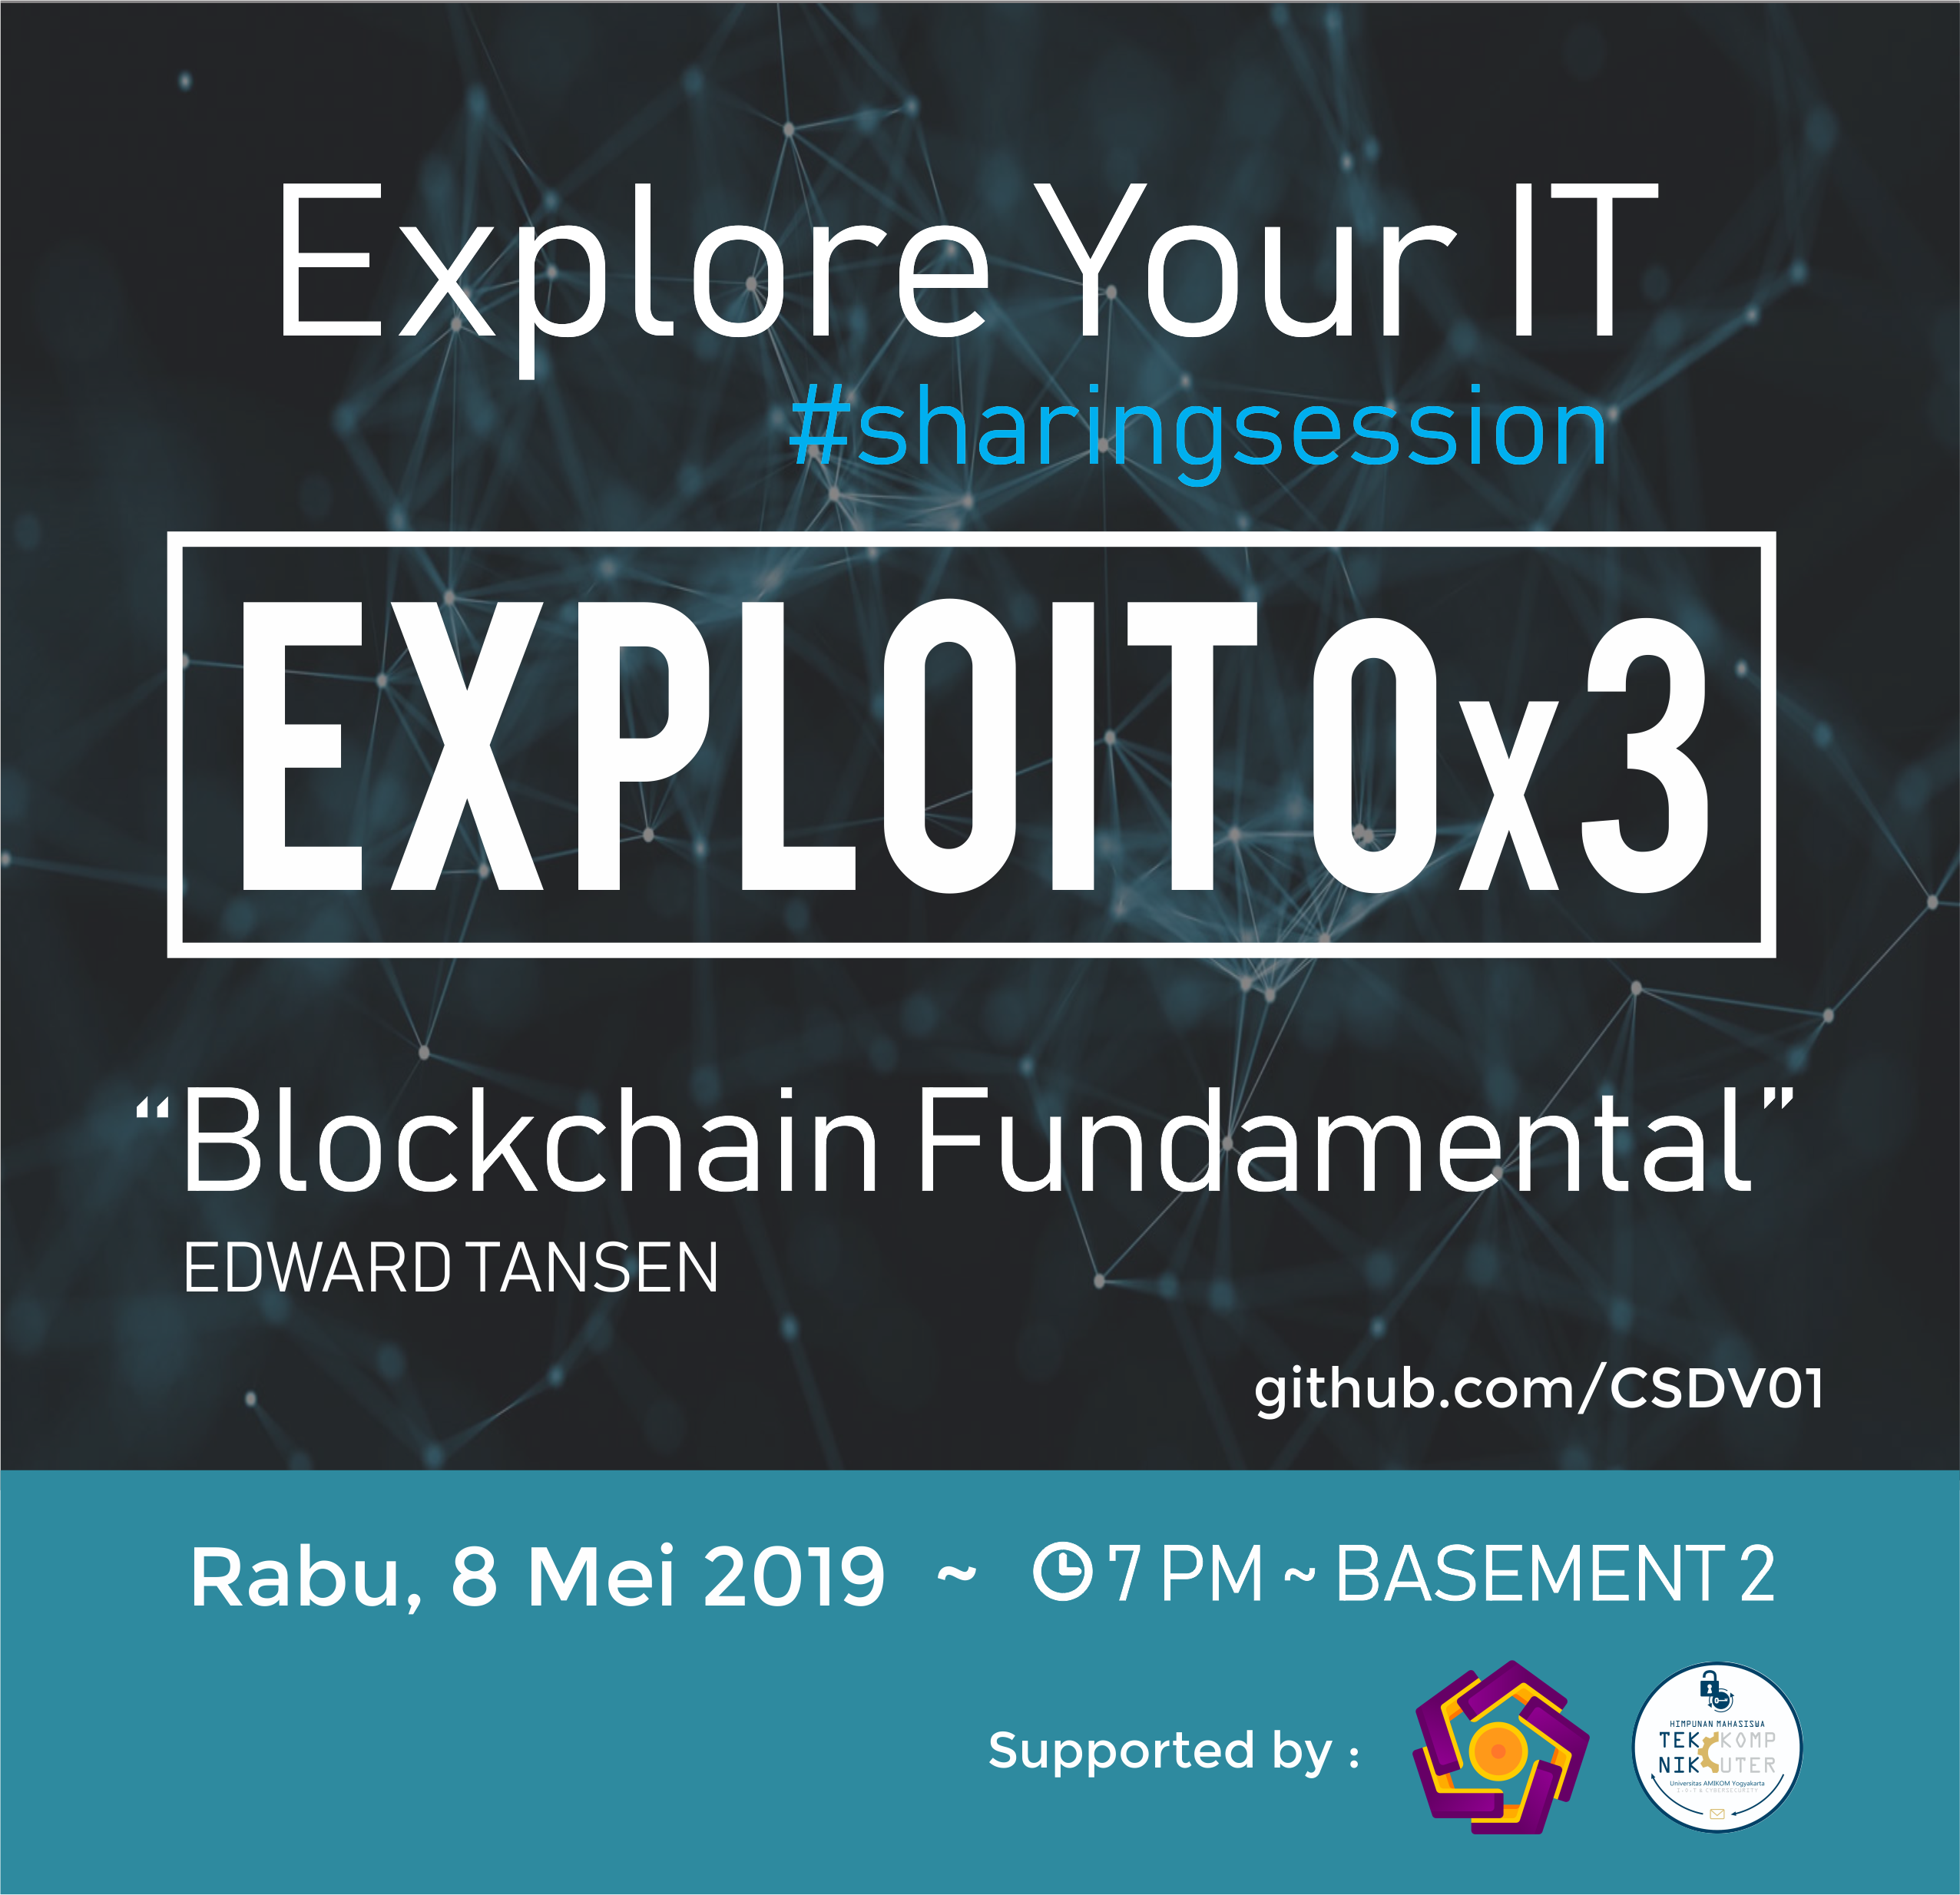 Explore Your IT
#sharingsession
EXPLOIT 0x3
“Blockchain Fundamental”
EDWARD TANSEN
github.com/CSDV01
Rabu, 8 Mei 2019 ~ 7 PM ~ BASEMENT 2
Supported by :
HIMPUNAN MAHASISWA
TEK KOMP
NIK UTER
Universitas AMIKOM Yogyakarta